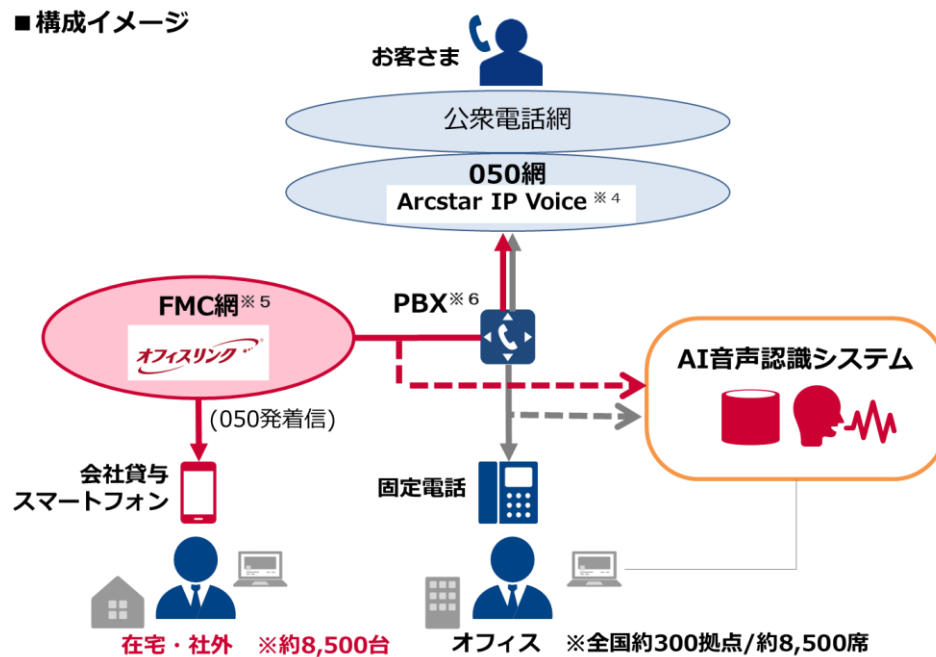 ■構成イメージ
お客さま
公衆電話網
050網
Arcstar IP Voice ※4
FMC網※5
PBX※6
オフィスリンク
AI音声認識システム
(050発着信)
会社貸与
スマートフォン
固定電話
在宅・社外 ※約8,500台
オフィス ※全国約300拠点/約8,500席